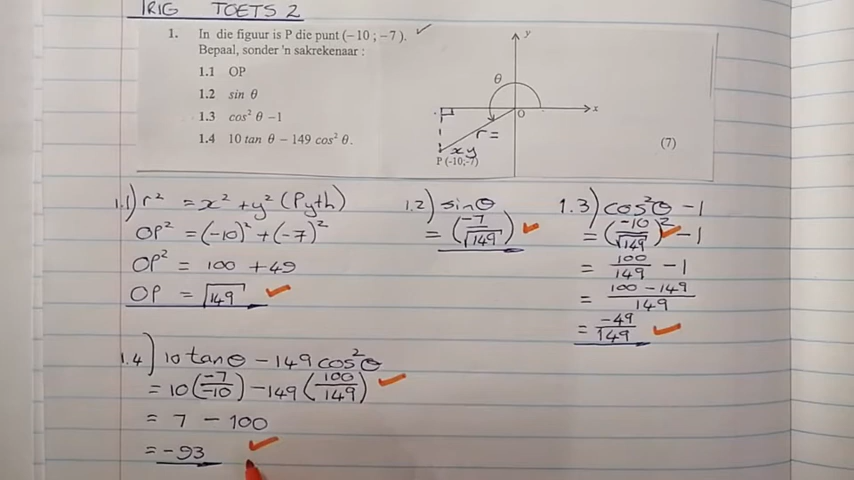 TRIG TOETS 2
1. In die figuur is P die punt (−10 ; −7).
Bepaal, sonder 'n sakrekenaar :
1.1 OP
1.2 sin θ
1.3 cos² θ −1
1.4 10 tan θ − 149 cos² θ.
y
θ
x
O
r =
x y
P (-10;-7)
(7)
1.1) r² = x² + y² (Pyth)
OP² = (-10)² + (-7)²
OP² = 100 + 49
OP = √149
1.2) sinθ
= (-7/√149)
1.3) cos²θ - 1
= (-10/√149)² - 1
= 100/149 - 1
= 100 - 149/149
= -49/149
1.4) 10 tanθ - 149 cos²θ
= 10(-7/-10) - 149(100/149)
= 7 - 100
= -93